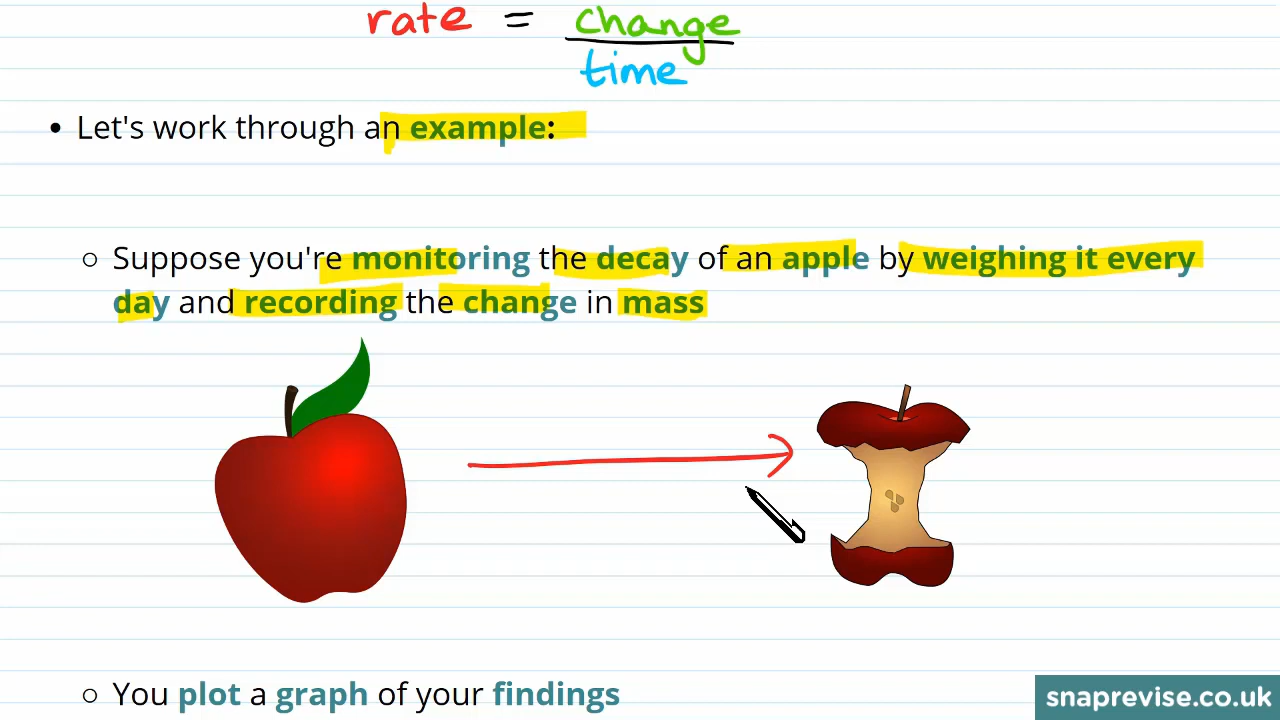 rate = change
time
• Let's work through an example:
○ Suppose you're monitoring the decay of an apple by weighing it every
day and recording the change in mass
○ You plot a graph of your findings
snaprevise.co.uk